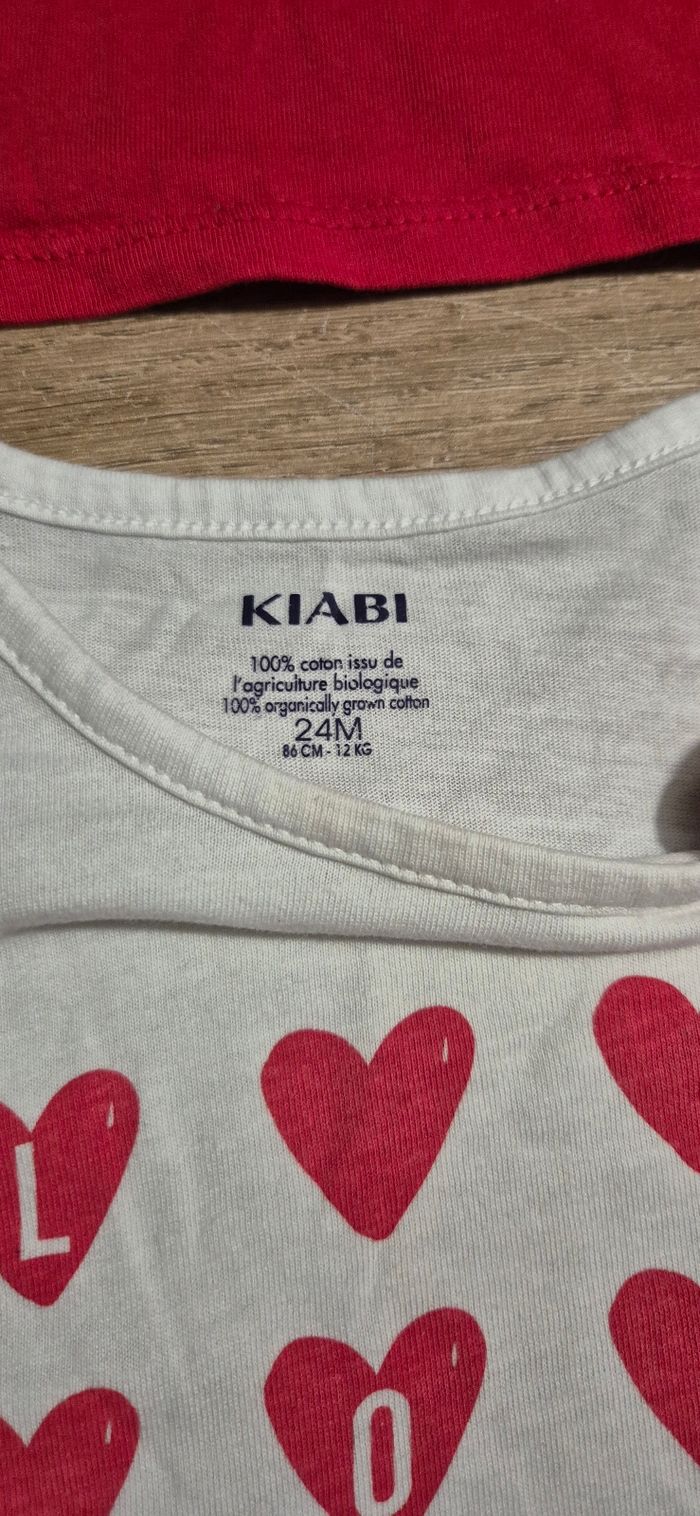 KIABI
100% coton issu de
l'agriculture biologique
100% organically grown cotton
24M
86 CM - 12 KG
L
O